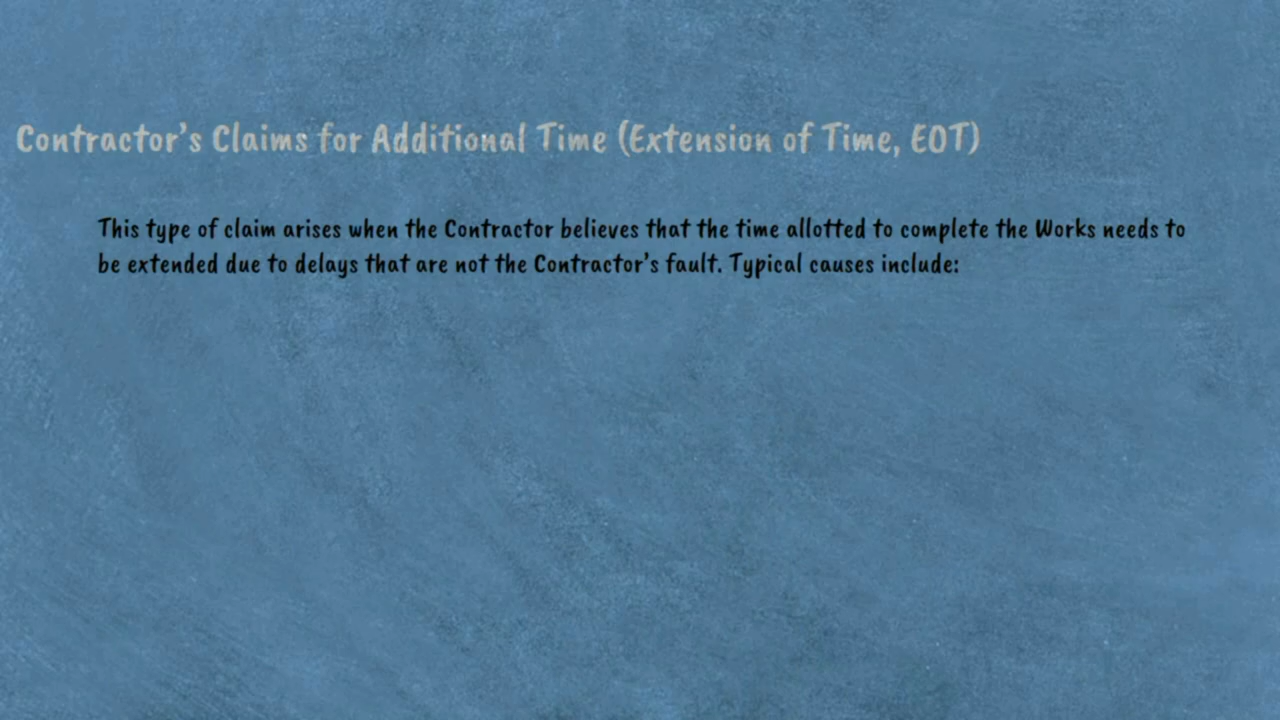 Contractor's Claims for Additional Time (Extension of Time, EOT)
This type of claim arises when the Contractor believes that the time allotted to complete the Works needs to
be extended due to delays that are not the Contractor's fault. Typical causes include: